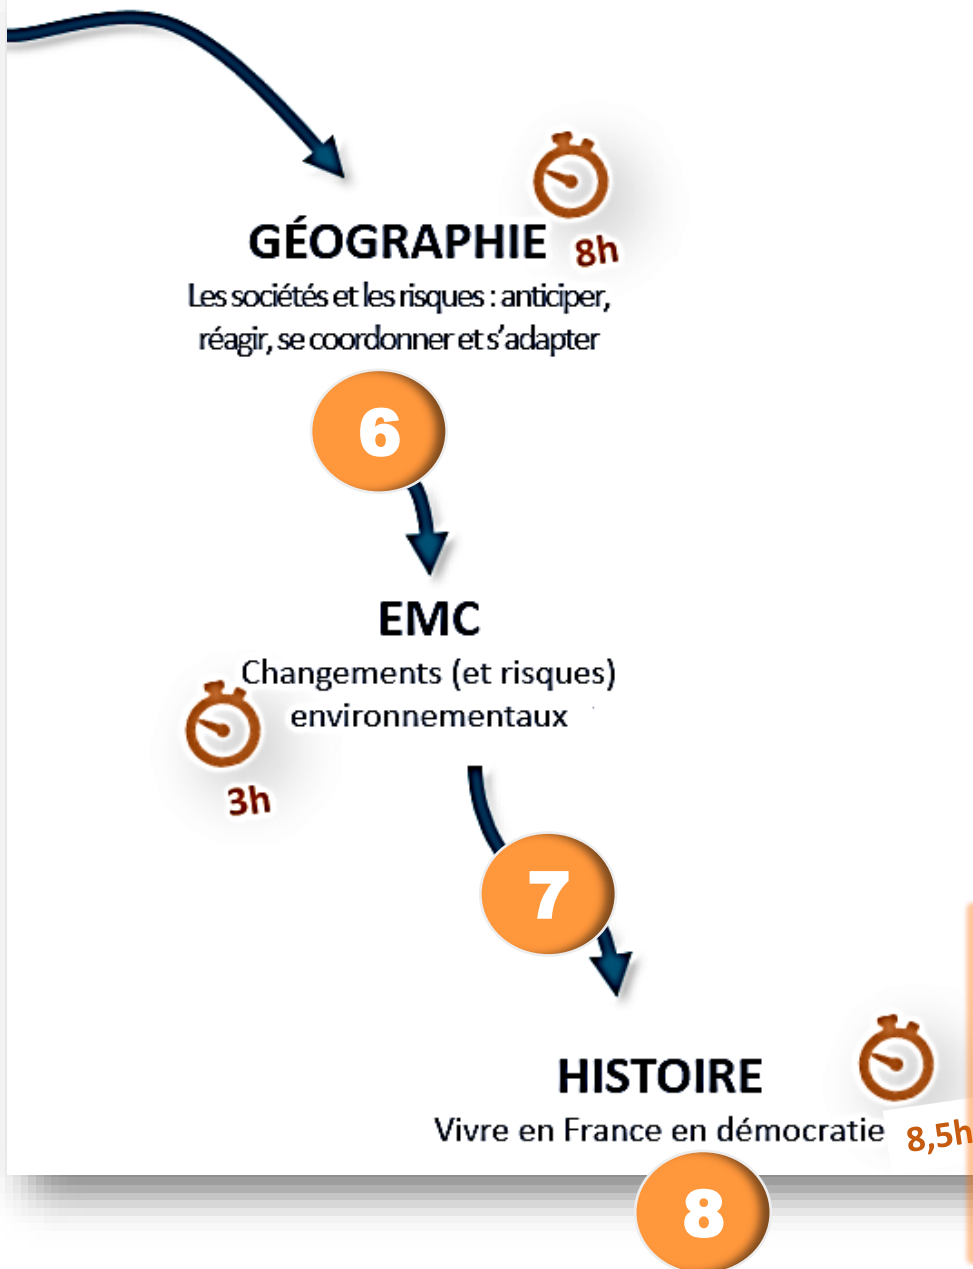 GÉOGRAPHIE
8h
Les sociétés et les risques : anticiper,
réagir, se coordonner et s’adapter
6
EMC
Changements (et risques)
environnementaux
3h
7
HISTOIRE
Vivre en France en démocratie
8,5h
8